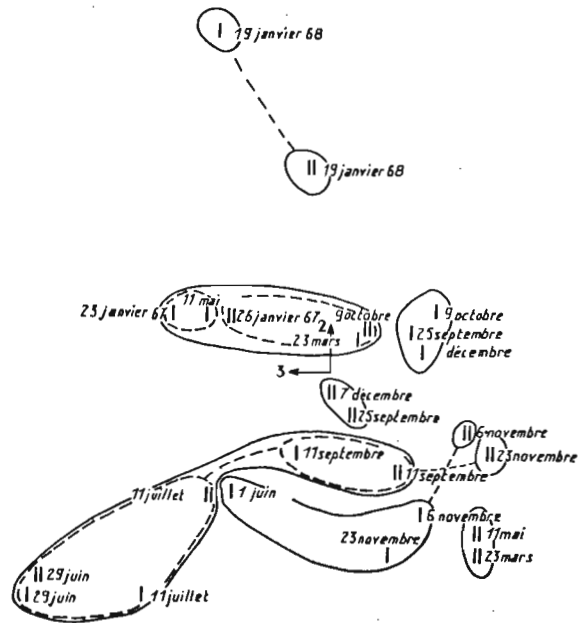 I 19 janvier 68
II 19 janvier 68
11 mai
23 janvier 67 I I II 26 janvier 67 9 octobre II
2
23 mars I
I 9 octobre
I 25 septembre
I décembre
3
II 7 décembre
II 25 septembre
II 6 novembre
I 11 septembre
II 23 novembre
II 11 septembre
11 juillet II
I 1 juin
I 6 novembre
II 11 mai
23 novembre I
II 23 mars
II 29 juin
I 29 juin
I 11 juillet